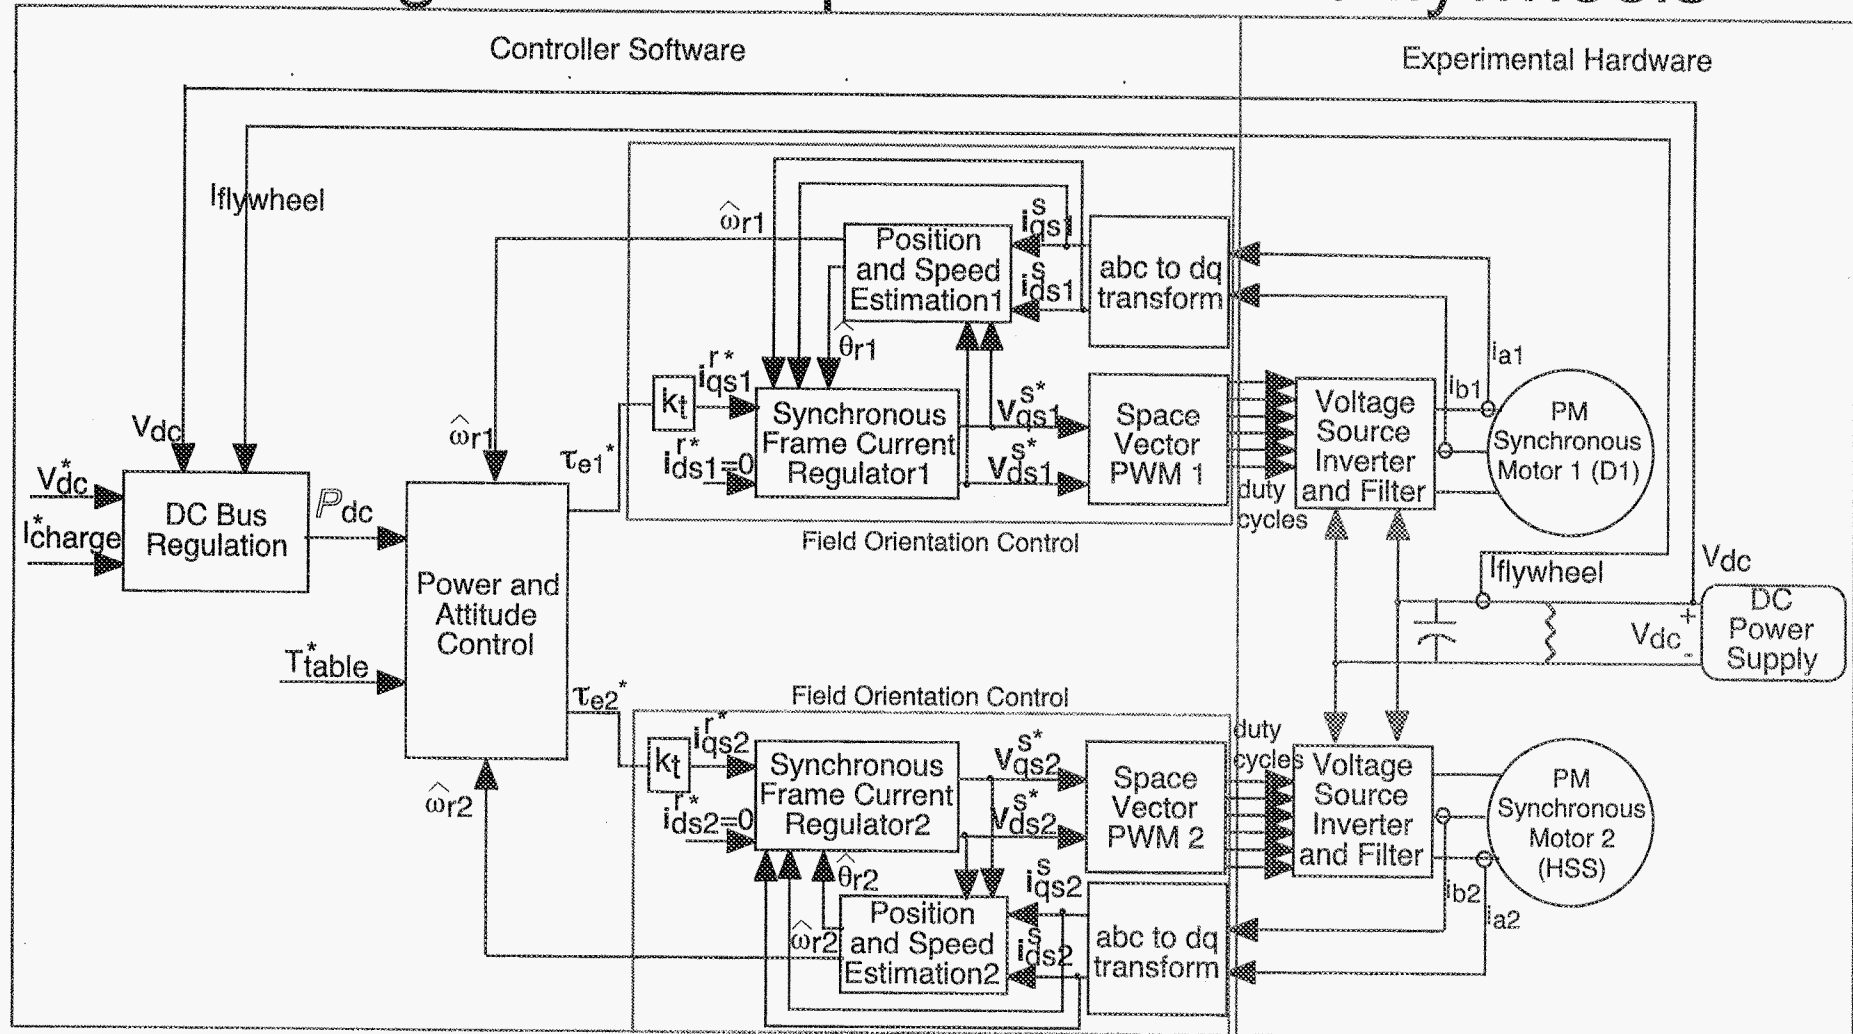 Controller Software
Experimental Hardware
Iflywheel
ω̂r1
i^s_qs1
i^s_ds1
Position
and Speed
Estimation1
abc to dq
transform
θ̂r1
ia1
ib1
i^r*_qs1
kt
i^r*_ds1=0
Synchronous
Frame Current
Regulator1
v^s*_qs1
v^s*_ds1
Space
Vector
PWM 1
duty
cycles
Voltage
Source
Inverter
and Filter
PM
Synchronous
Motor 1 (D1)
Field Orientation Control
Vdc
V*dc
I*charge
DC Bus
Regulation
Pdc
ω̂r1
τe1*
Power and
Attitude
Control
T*table
τe2*
ω̂r2
Iflywheel
Vdc
Vdc
+
-
DC
Power
Supply
Field Orientation Control
i^r*_qs2
kt
i^r*_ds2=0
Synchronous
Frame Current
Regulator2
v^s*_qs2
v^s*_ds2
Space
Vector
PWM 2
duty
cycles
Voltage
Source
Inverter
and Filter
PM
Synchronous
Motor 2
(HSS)
θ̂r2
ω̂r2
Position
and Speed
Estimation2
i^s_qs2
i^s_ds2
abc to dq
transform
ib2
ia2